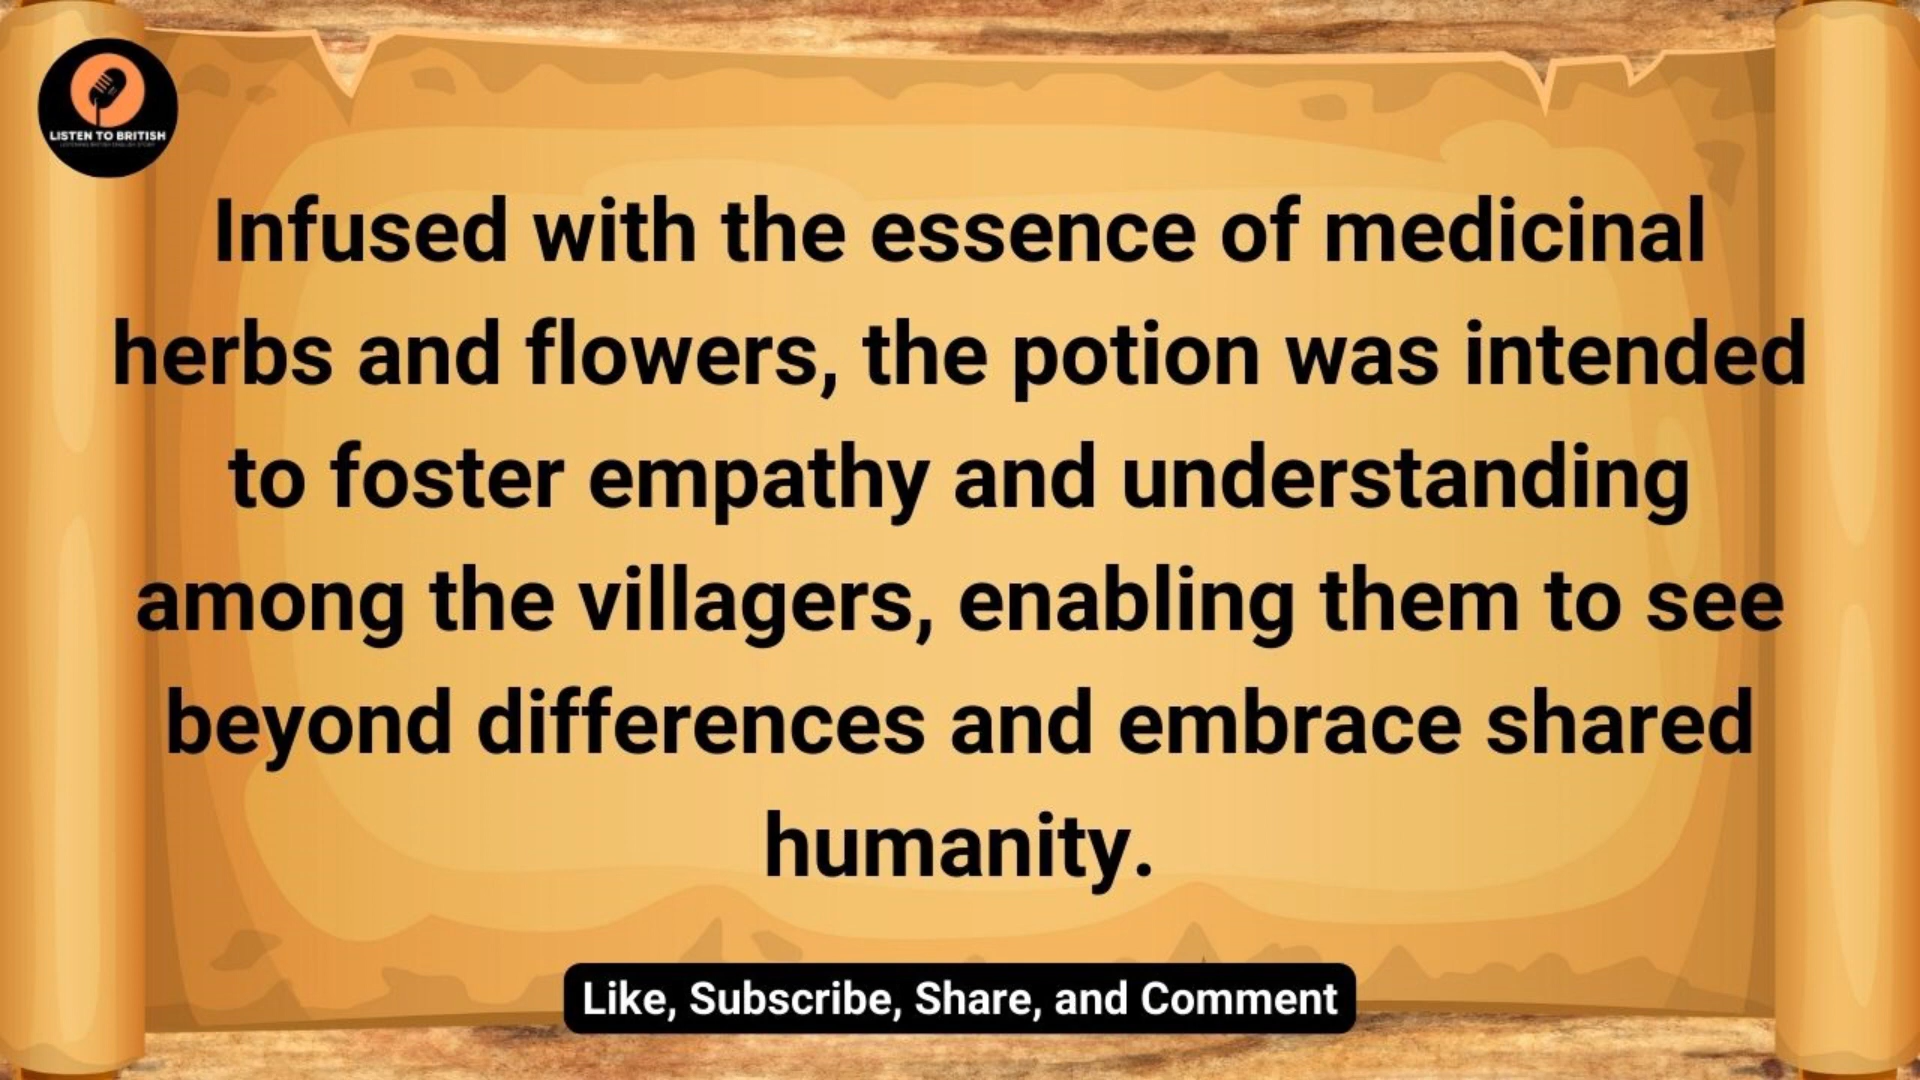 LISTEN TO BRITISH
Infused with the essence of medicinal
herbs and flowers, the potion was intended
to foster empathy and understanding
among the villagers, enabling them to see
beyond differences and embrace shared
humanity.
Like, Subscribe, Share, and Comment